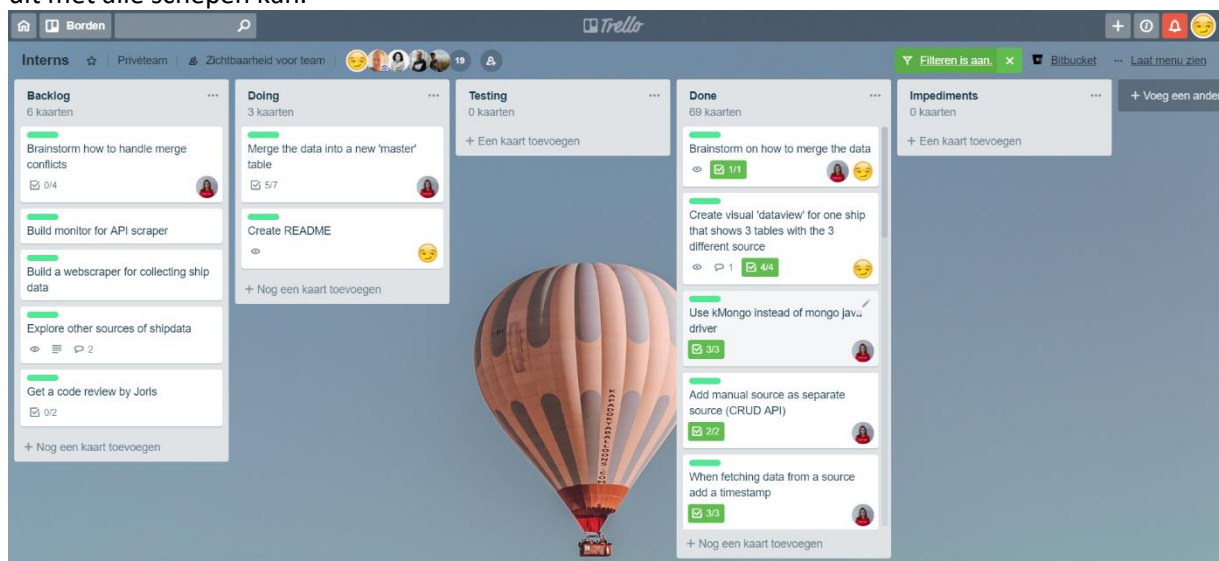 dit met alle schepen kan.
Borden
Trello
Interns
Privéteam
Zichtbaarheid voor team
19
Filteren is aan.
Bitbucket
Laat menu zien
Backlog
6 kaarten
Brainstorm how to handle merge
conflicts
0/4
Build monitor for API scraper
Build a webscraper for collecting ship
data
Explore other sources of shipdata
2
Get a code review by Joris
0/2
+ Nog een kaart toevoegen
Doing
3 kaarten
Merge the data into a new 'master'
table
5/7
Create README
+ Nog een kaart toevoegen
Testing
0 kaarten
+ Een kaart toevoegen
Done
69 kaarten
Brainstorm on how to merge the data
1/1
Create visual 'dataview' for one ship
that shows 3 tables with the 3
different source
1
4/4
Use kMongo instead of mongo java
driver
3/3
Add manual source as separate
source (CRUD API)
2/2
When fetching data from a source
add a timestamp
3/3
+ Nog een kaart toevoegen
Impediments
0 kaarten
+ Een kaart toevoegen
+ Voeg een ander